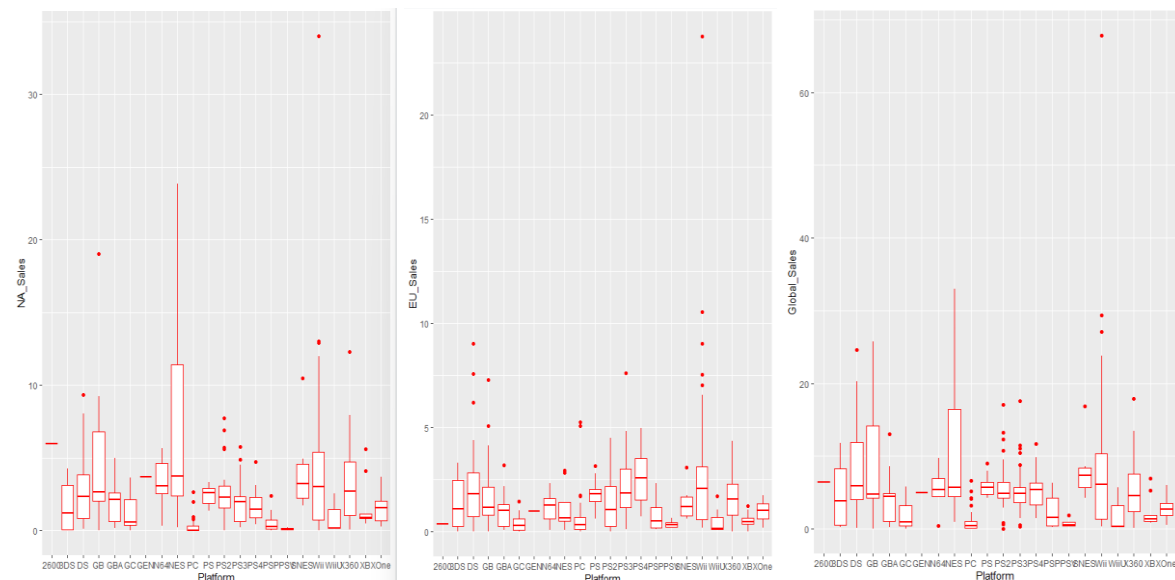 NA_Sales
30
20
10
0
2600 3DS DS GB GBA GC GEN N64 NES PC PS PS2 PS3 PS4 PSP PSV SNES Wii WiiU X360 XB XOne
Platform
EU_Sales
20
15
10
5
0
2600 3DS DS GB GBA GC GEN N64 NES PC PS PS2 PS3 PS4 PSP PSV SNES Wii WiiU X360 XB XOne
Platform
Global_Sales
60
40
20
0
2600 3DS DS GB GBA GC GEN N64 NES PC PS PS2 PS3 PS4 PSP PSV SNES Wii WiiU X360 XB XOne
Platform